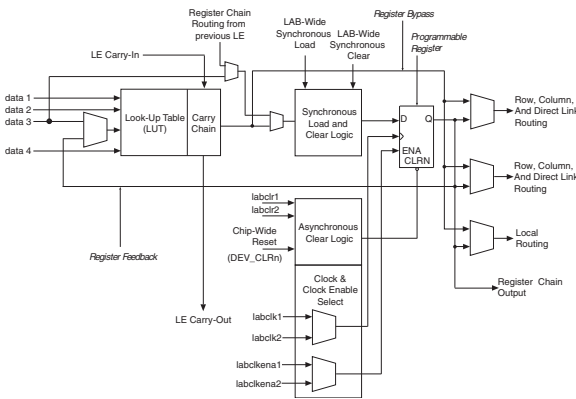 Register Chain
Routing from
previous LE
LAB-Wide
Synchronous
Load
LAB-Wide
Synchronous
Clear
Register Bypass
Programmable
Register
LE Carry-In
data 1
data 2
data 3
data 4
Look-Up Table
(LUT)
Carry
Chain
Synchronous
Load and
Clear Logic
D
Q
ENA
CLRN
Row, Column,
And Direct Link
Routing
Row, Column,
And Direct Link
Routing
Local
Routing
Register Chain
Output
labclr1
labclr2
Chip-Wide
Reset
(DEV_CLRn)
Asynchronous
Clear Logic
Register Feedback
Clock &
Clock Enable
Select
LE Carry-Out
labclk1
labclk2
labclkena1
labclkena2